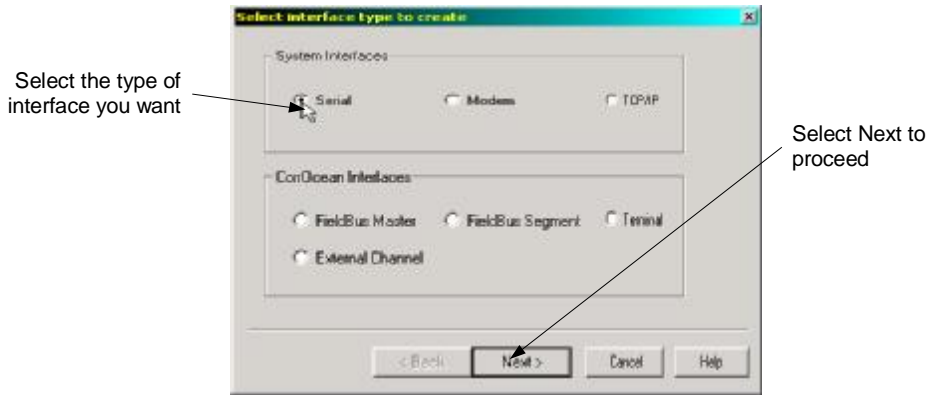 Select interface type to create
System Interfaces
Select the type of
interface you want
Serial
Modem
TCP/IP
Select Next to
proceed
ConOcean Interfaces
FieldBus Master
FieldBus Segment
Terminal
External Channel
< Back
Next >
Cancel
Help